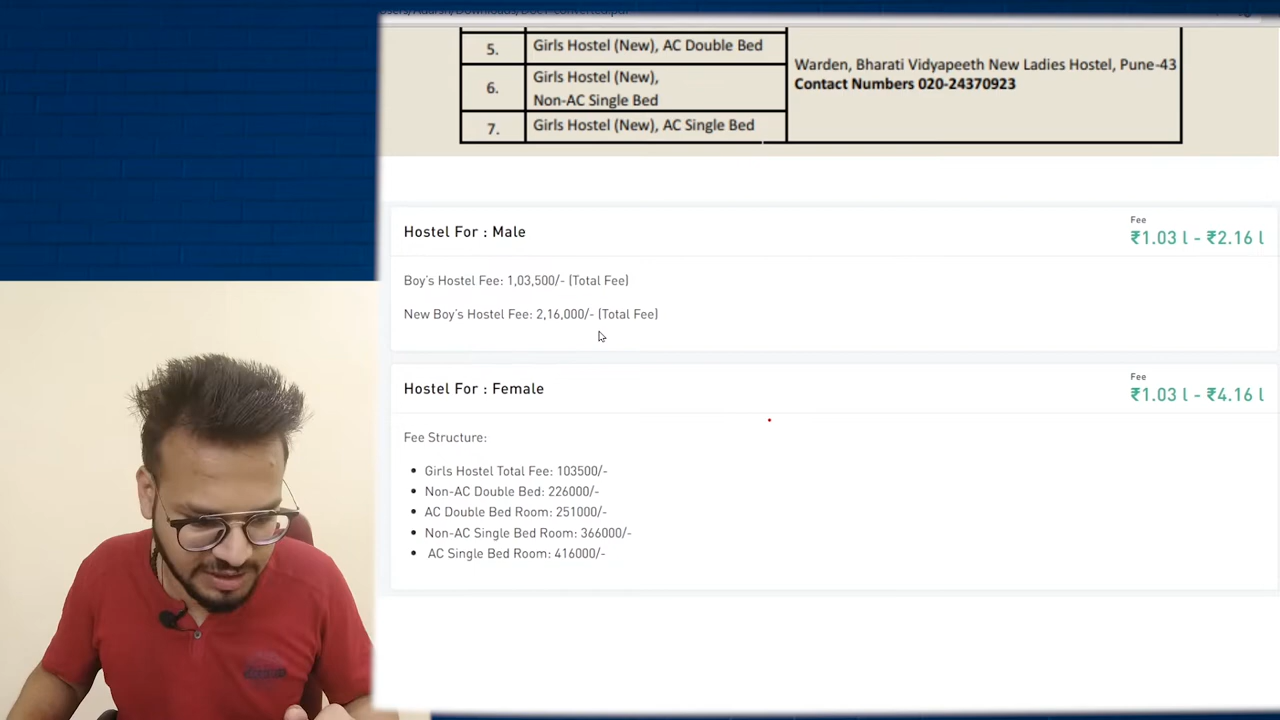 5.
Girls Hostel (New), AC Double Bed
6.
Girls Hostel (New),
Non-AC Single Bed
7.
Girls Hostel (New), AC Single Bed
Warden, Bharati Vidyapeeth New Ladies Hostel, Pune-43
Contact Numbers 020-24370923
Hostel For : Male
Fee
₹1.03 l - ₹2.16 l
Boy's Hostel Fee: 1,03,500/- (Total Fee)
New Boy's Hostel Fee: 2,16,000/- (Total Fee)
Hostel For : Female
Fee
₹1.03 l - ₹4.16 l
Fee Structure:
• Girls Hostel Total Fee: 103500/-
• Non-AC Double Bed: 226000/-
• AC Double Bed Room: 251000/-
• Non-AC Single Bed Room: 366000/-
• AC Single Bed Room: 416000/-